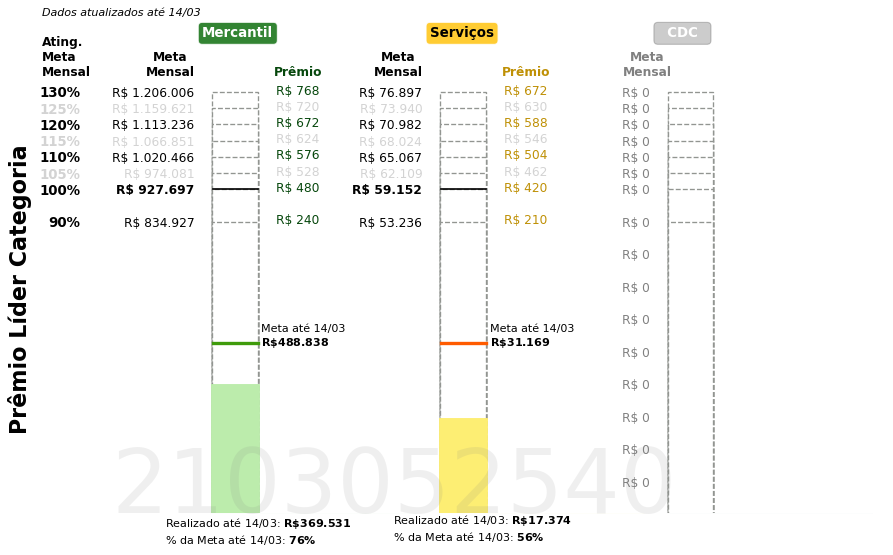 Dados atualizados até 14/03
Mercantil Serviços CDC
Ating. Meta Mensal Meta Mensal Prêmio Meta Mensal Prêmio Meta Mensal
130% R$ 1.206.006 R$ 768 R$ 76.897 R$ 672 R$ 0
125% R$ 1.159.621 R$ 720 R$ 73.940 R$ 630 R$ 0
120% R$ 1.113.236 R$ 672 R$ 70.982 R$ 588 R$ 0
115% R$ 1.066.851 R$ 624 R$ 68.024 R$ 546 R$ 0
110% R$ 1.020.466 R$ 576 R$ 65.067 R$ 504 R$ 0
105% R$ 974.081 R$ 528 R$ 62.109 R$ 462 R$ 0
100% R$ 927.697 R$ 480 R$ 59.152 R$ 420 R$ 0
90% R$ 834.927 R$ 240 R$ 53.236 R$ 210 R$ 0
R$ 0
R$ 0
R$ 0
R$ 0
R$ 0
R$ 0
R$ 0
R$ 0
Meta até 14/03 Meta até 14/03
R$488.838 R$31.169
Prêmio Líder Categoria
2103052540
Realizado até 14/03: R$369.531 Realizado até 14/03: R$17.374
% da Meta até 14/03: 76% % da Meta até 14/03: 56%